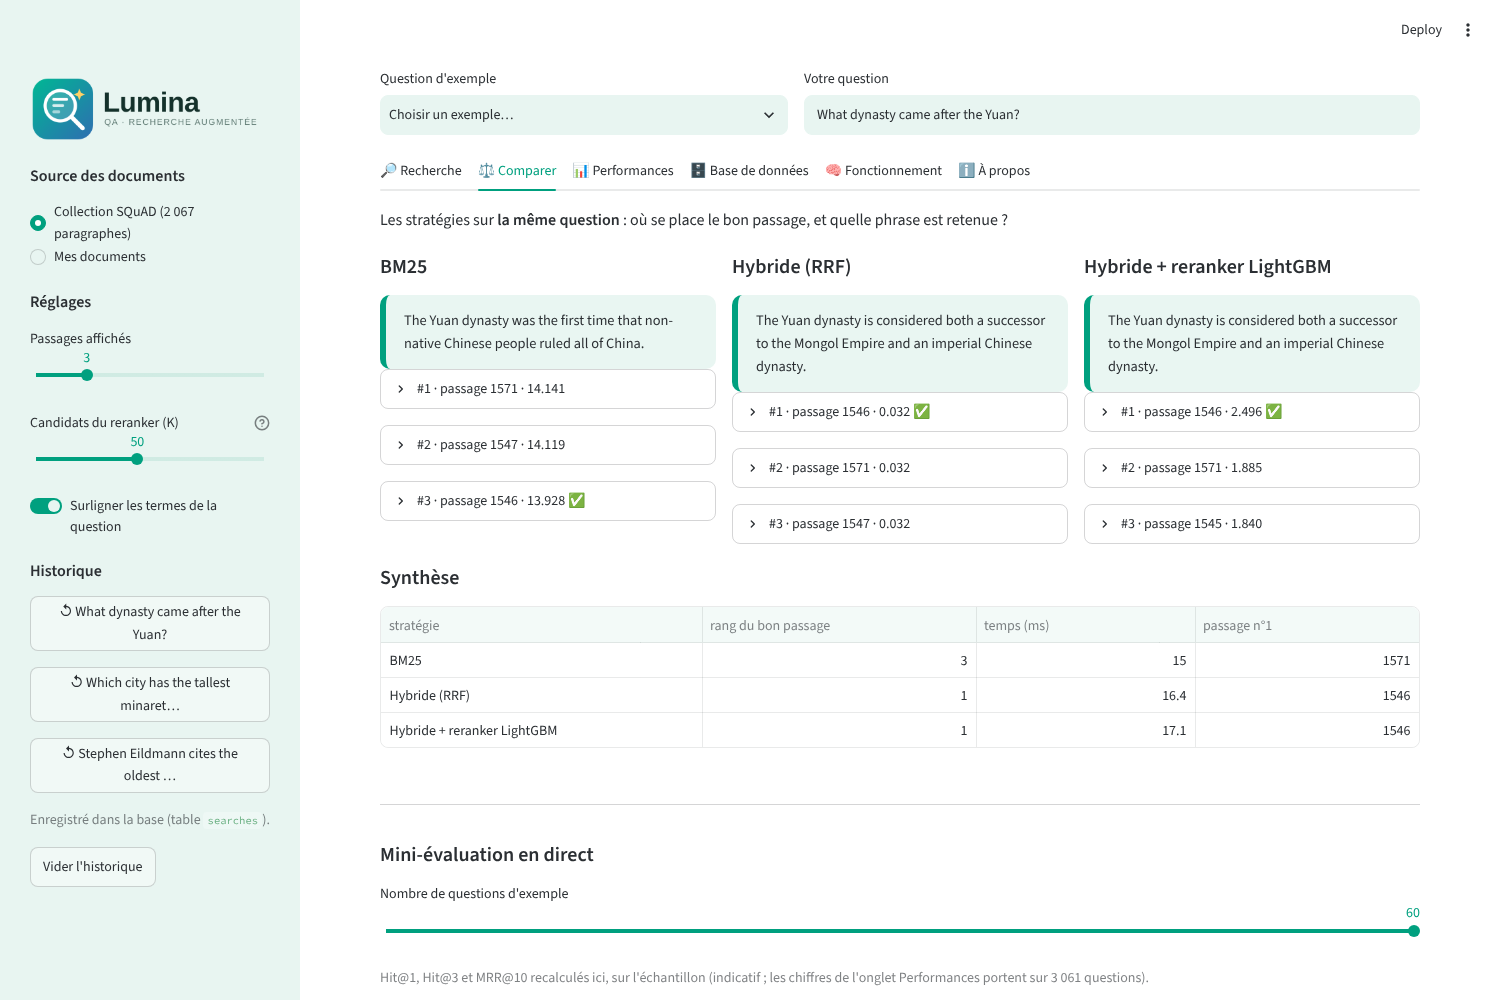 Deploy
Lumina
QA · RECHERCHE AUGMENTÉE
Source des documents
Collection SQuAD (2 067
paragraphes)
Mes documents
Réglages
Passages affichés
3
Candidats du reranker (K)
50
Surligner les termes de la
question
Historique
What dynasty came after the
Yuan?
Which city has the tallest
minaret…
Stephen Eildmann cites the
oldest …
Enregistré dans la base (table searches ).
Vider l'historique
Question d'exemple
Choisir un exemple…
Votre question
What dynasty came after the Yuan?
Recherche
Comparer
Performances
Base de données
Fonctionnement
À propos
Les stratégies sur la même question : où se place le bon passage, et quelle phrase est retenue ?
BM25
The Yuan dynasty was the first time that non-
native Chinese people ruled all of China.
#1 · passage 1571 · 14.141
#2 · passage 1547 · 14.119
#3 · passage 1546 · 13.928 ✅
Hybride (RRF)
The Yuan dynasty is considered both a successor
to the Mongol Empire and an imperial Chinese
dynasty.
#1 · passage 1546 · 0.032 ✅
#2 · passage 1571 · 0.032
#3 · passage 1547 · 0.032
Hybride + reranker LightGBM
The Yuan dynasty is considered both a successor
to the Mongol Empire and an imperial Chinese
dynasty.
#1 · passage 1546 · 2.496 ✅
#2 · passage 1571 · 1.885
#3 · passage 1545 · 1.840
Synthèse
stratégie rang du bon passage temps (ms) passage n°1
BM25 3 15 1571
Hybride (RRF) 1 16.4 1546
Hybride + reranker LightGBM 1 17.1 1546
Mini-évaluation en direct
Nombre de questions d'exemple
60
Hit@1, Hit@3 et MRR@10 recalculés ici, sur l'échantillon (indicatif ; les chiffres de l'onglet Performances portent sur 3 061 questions).